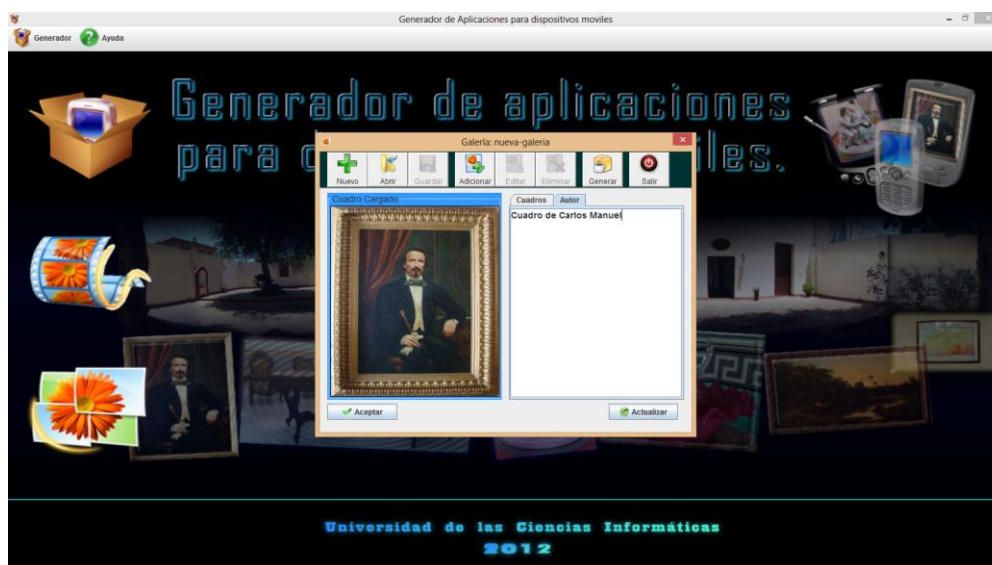 Generador de Aplicaciones para dispositivos moviles
Generador Ayuda
Generador de aplicaciones
para d iles.
Galería: nueva-galeria
Nuevo Abrir Guardar Adicionar Editar Eliminar Generar Salir
Cuadro Cargado
Cuadros Autor
Cuadro de Carlos Manuel
Aceptar
Actualizar
Universidad de las Ciencias Informáticas
2012